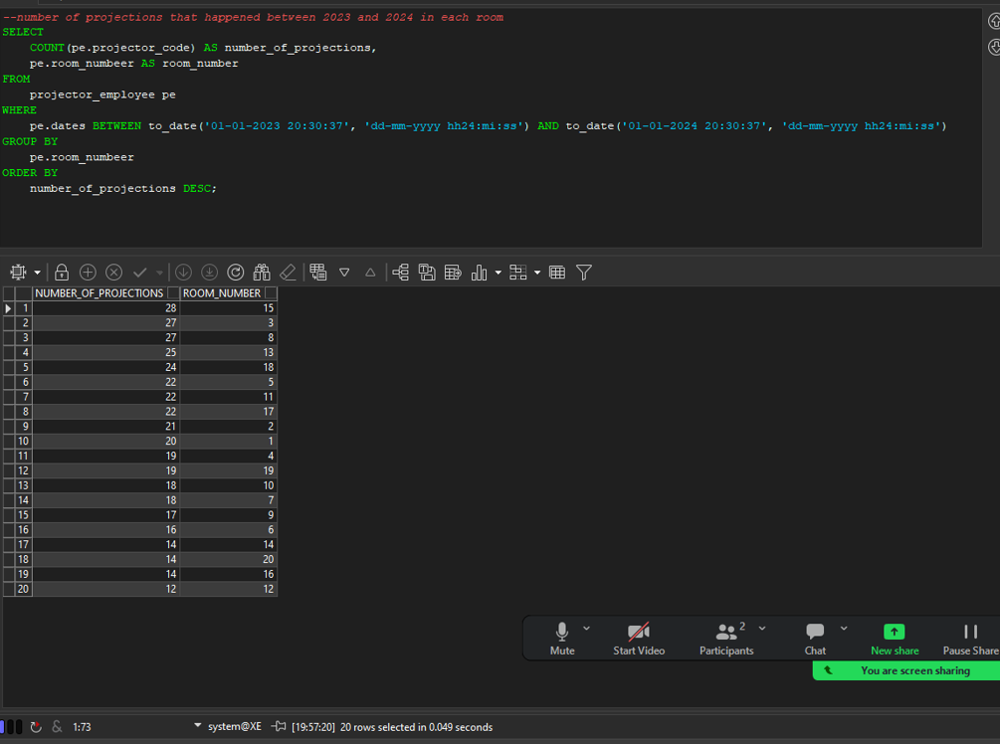 --number of projections that happened between 2023 and 2024 in each room
SELECT
COUNT(pe.projector_code) AS number_of_projections,
pe.room_numbeer AS room_number
FROM
projector_employee pe
WHERE
pe.dates BETWEEN to_date('01-01-2023 20:30:37', 'dd-mm-yyyy hh24:mi:ss') AND to_date('01-01-2024 20:30:37', 'dd-mm-yyyy hh24:mi:ss')
GROUP BY
pe.room_numbeer
ORDER BY
number_of_projections DESC;
NUMBER_OF_PROJECTIONS ROOM_NUMBER
1 28 15
2 27 3
3 27 8
4 25 13
5 24 18
6 22 5
7 22 11
8 22 17
9 21 2
10 20 1
11 19 4
12 19 19
13 18 10
14 18 7
15 17 9
16 16 6
17 14 14
18 14 20
19 14 16
20 12 12
2
Mute Start Video Participants Chat New share Pause Share
You are screen sharing
& 1:73 system@XE [19:57:20] 20 rows selected in 0.049 seconds